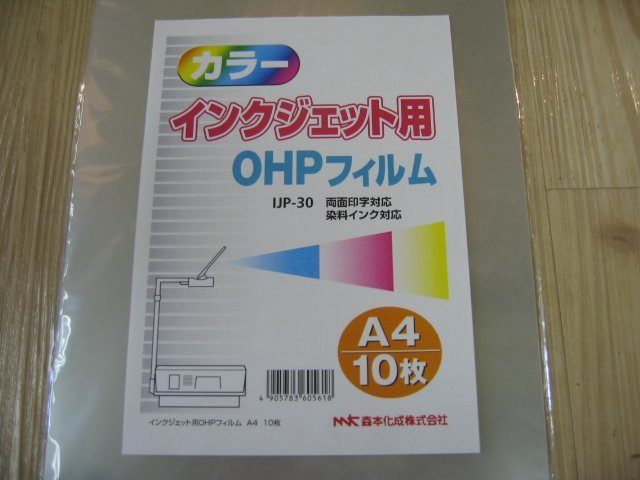 カラー
インクジェット用
OHPフィルム
IJP-30 両面印字対応
染料インク対応
A4
10枚
4 905783 605618
インクジェット用OHPフィルム A4 10枚
MK 森本化成株式会社